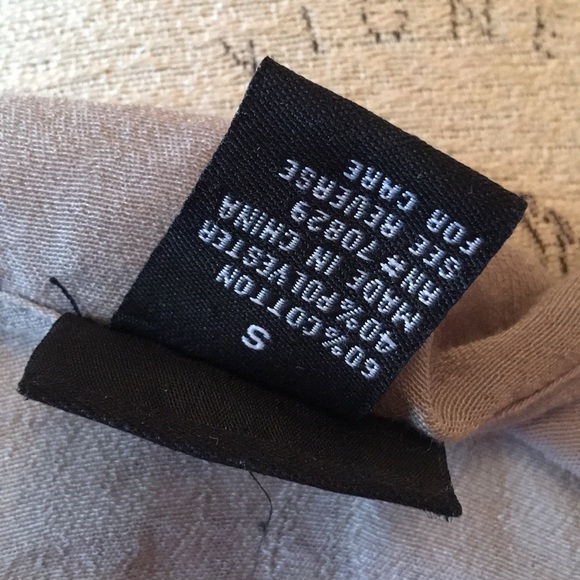 S
60% COTTON
40% POLYESTER
MADE IN CHINA
RN# 70829
SEE REVERSE
FOR CARE